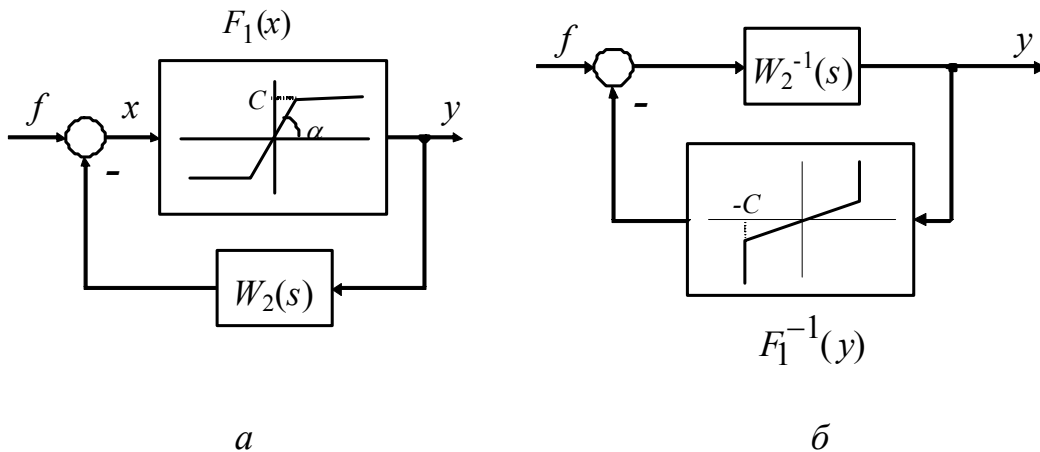 F₁(x)
f
x
C
α
y
-
W₂(s)
а
f
W₂⁻¹(s)
y
-
-C
F₁⁻¹(y)
б